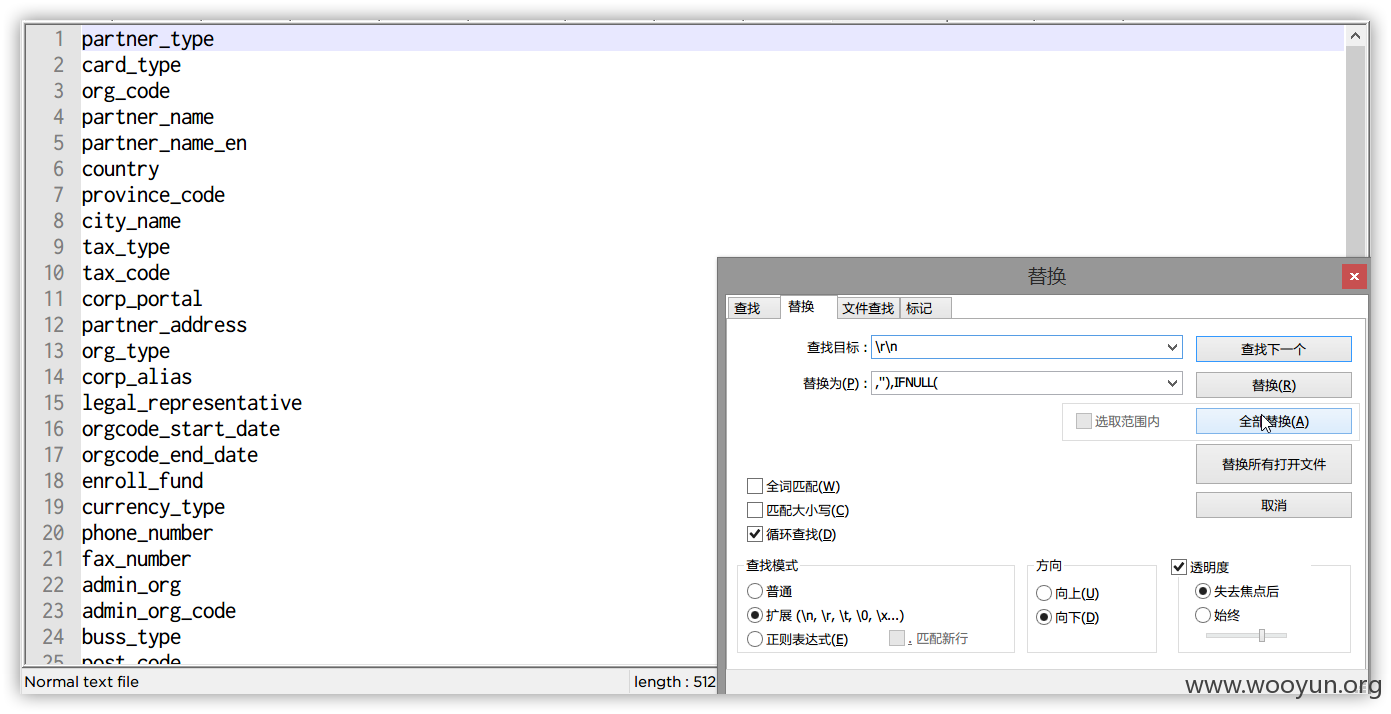 1 partner_type
2 card_type
3 org_code
4 partner_name
5 partner_name_en
6 country
7 province_code
8 city_name
9 tax_type
10 tax_code
11 corp_portal
12 partner_address
13 org_type
14 corp_alias
15 legal_representative
16 orgcode_start_date
17 orgcode_end_date
18 enroll_fund
19 currency_type
20 phone_number
21 fax_number
22 admin_org
23 admin_org_code
24 buss_type
25 post_code
Normal text file
length : 512
替换
查找 替换 文件查找 标记
查找目标： \r\n 查找下一个
替换为(P)： ,''),IFNULL( 替换(R)
选取范围内 全部替换(A)
替换所有打开文件
取消
全词匹配(W)
匹配大小写(C)
循环查找(D)
查找模式
普通
扩展 (\n, \r, \t, \0, \x...)
正则表达式(E) . 匹配新行
方向
向上(U)
向下(D)
透明度
失去焦点后
始终
www.wooyun.org